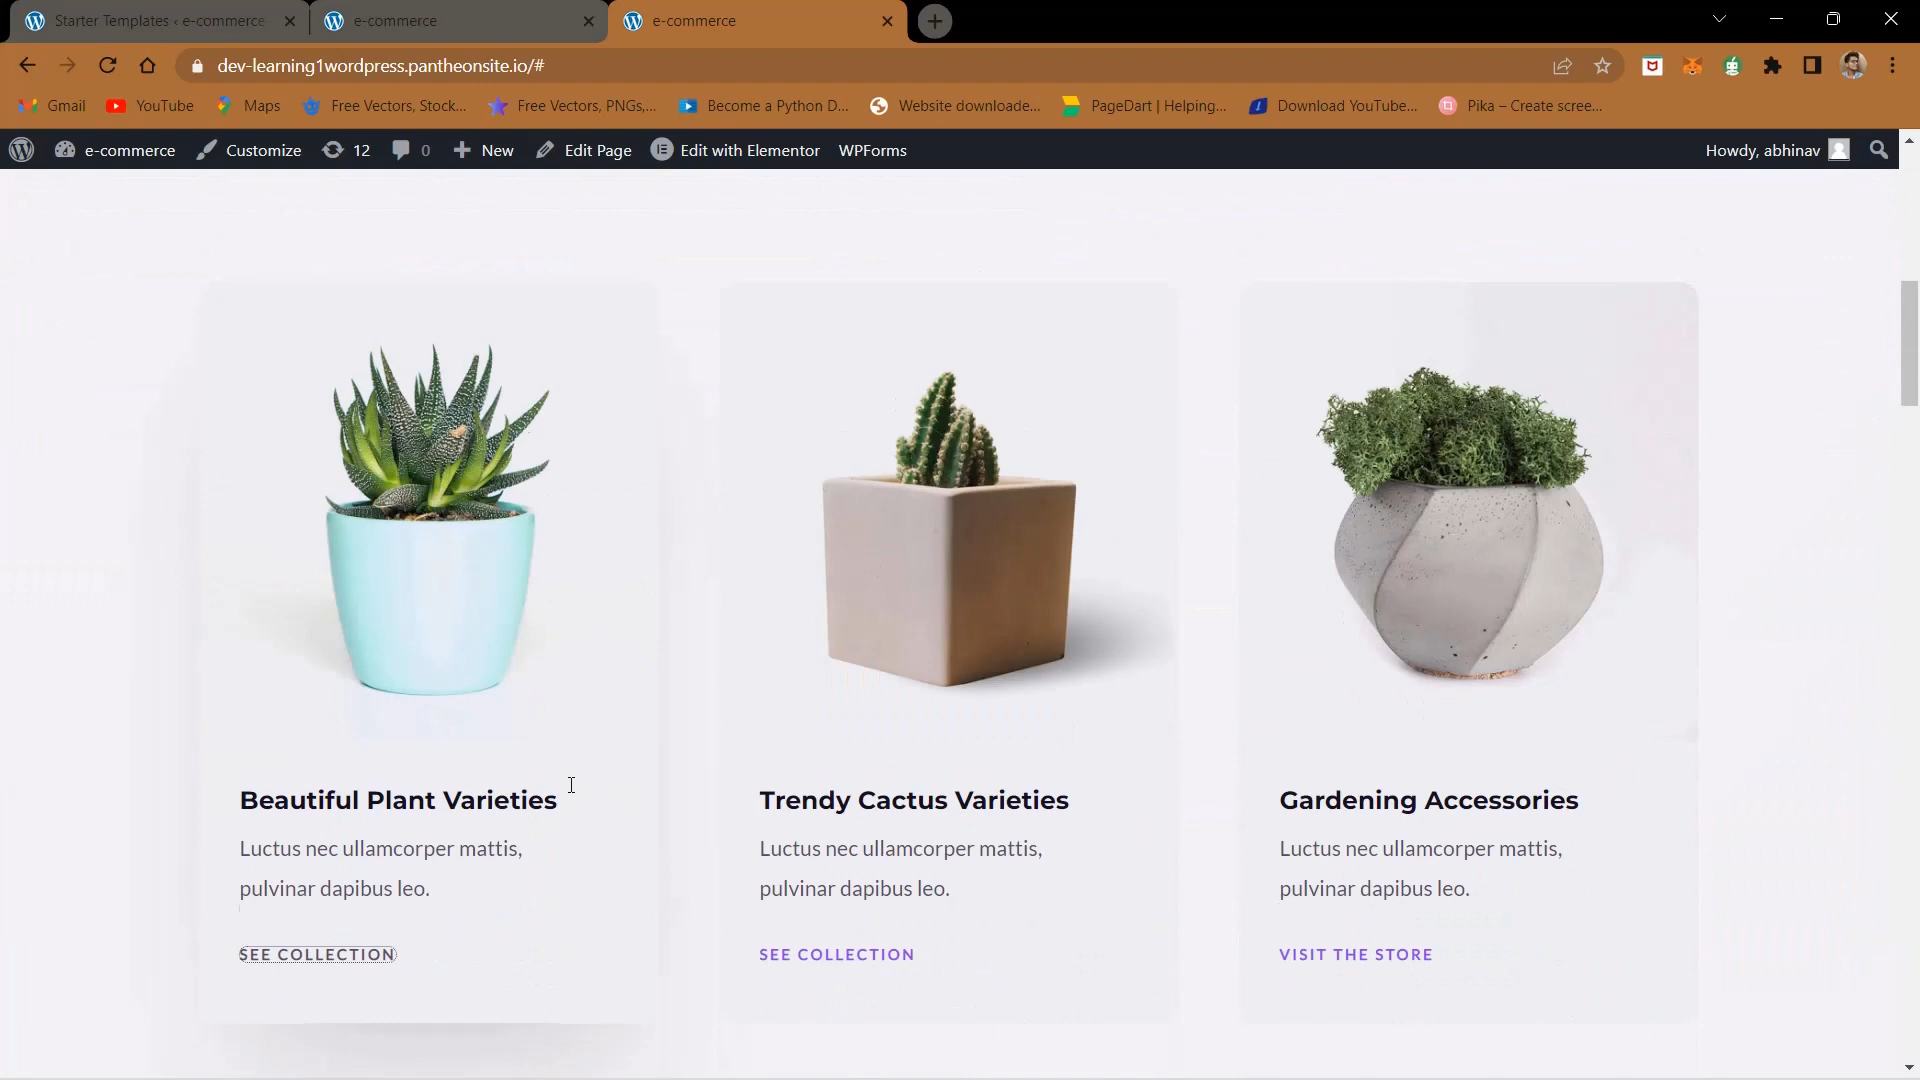 Starter Templates ‹ e-commerce
e-commerce
e-commerce
dev-learning1wordpress.pantheonsite.io/#
Gmail
YouTube
Maps
Free Vectors, Stock...
Free Vectors, PNGs,...
Become a Python D...
Website downloade...
PageDart | Helping...
Download YouTube...
Pika – Create scree...
e-commerce
Customize
12
0
New
Edit Page
Edit with Elementor
WPForms
Howdy, abhinav
Beautiful Plant Varieties
Luctus nec ullamcorper mattis,
pulvinar dapibus leo.
SEE COLLECTION
Trendy Cactus Varieties
Luctus nec ullamcorper mattis,
pulvinar dapibus leo.
SEE COLLECTION
Gardening Accessories
Luctus nec ullamcorper mattis,
pulvinar dapibus leo.
VISIT THE STORE